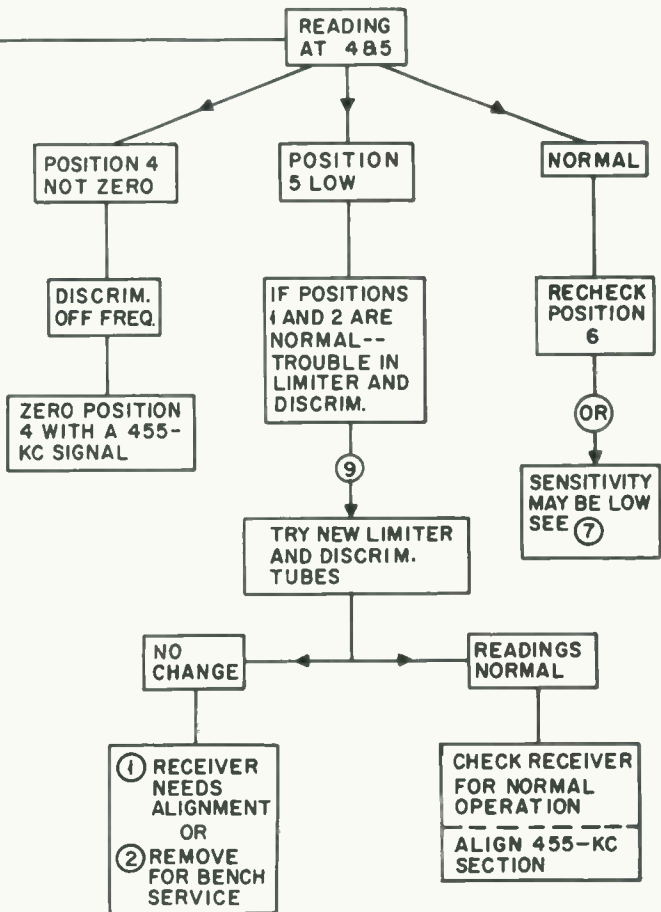 READING
AT 4&5
POSITION 4
NOT ZERO
POSITION
5 LOW
NORMAL
DISCRIM.
OFF FREQ.
IF POSITIONS
1 AND 2 ARE
NORMAL--
TROUBLE IN
LIMITER AND
DISCRIM.
RECHECK
POSITION
6
ZERO POSITION
4 WITH A 455-
KC SIGNAL
OR
9
SENSITIVITY
MAY BE LOW
SEE 7
TRY NEW LIMITER
AND DISCRIM.
TUBES
NO
CHANGE
READINGS
NORMAL
1 RECEIVER
NEEDS
ALIGNMENT
OR
2 REMOVE
FOR BENCH
SERVICE
CHECK RECEIVER
FOR NORMAL
OPERATION
ALIGN 455-KC
SECTION